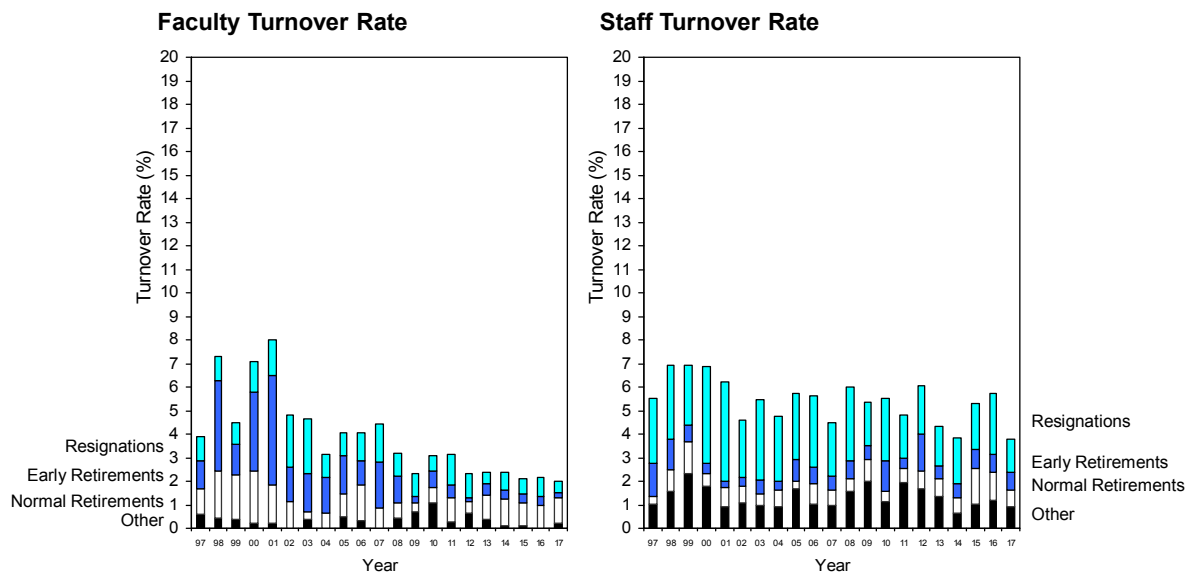 Faculty Turnover Rate
Staff Turnover Rate
20
19
18
17
16
15
14
13
12
11
10
9
8
7
6
5
4
3
2
1
0
Turnover Rate (%)
Resignations
Early Retirements
Normal Retirements
Other
97 98 99 00 01 02 03 04 05 06 07 08 09 10 11 12 13 14 15 16 17
Year
20
19
18
17
16
15
14
13
12
11
10
9
8
7
6
5
4
3
2
1
0
Turnover Rate (%)
97 98 99 00 01 02 03 04 05 06 07 08 09 10 11 12 13 14 15 16 17
Year
Resignations
Early Retirements
Normal Retirements
Other